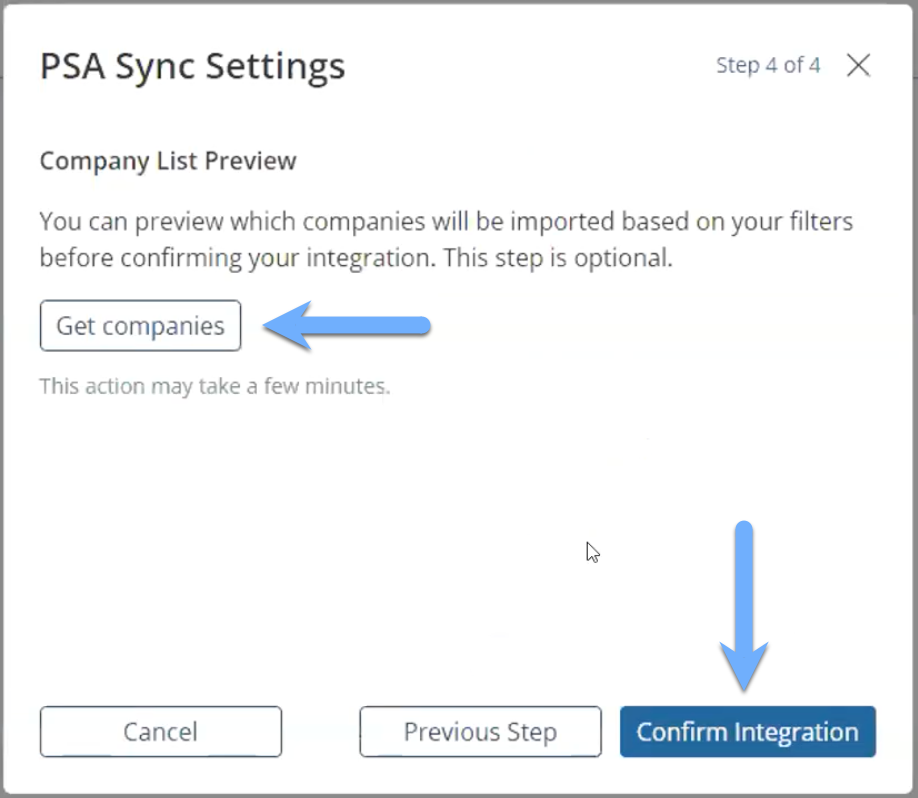 PSA Sync Settings
Step 4 of 4
Company List Preview
You can preview which companies will be imported based on your filters
before confirming your integration. This step is optional.
Get companies
This action may take a few minutes.
Cancel
Previous Step
Confirm Integration